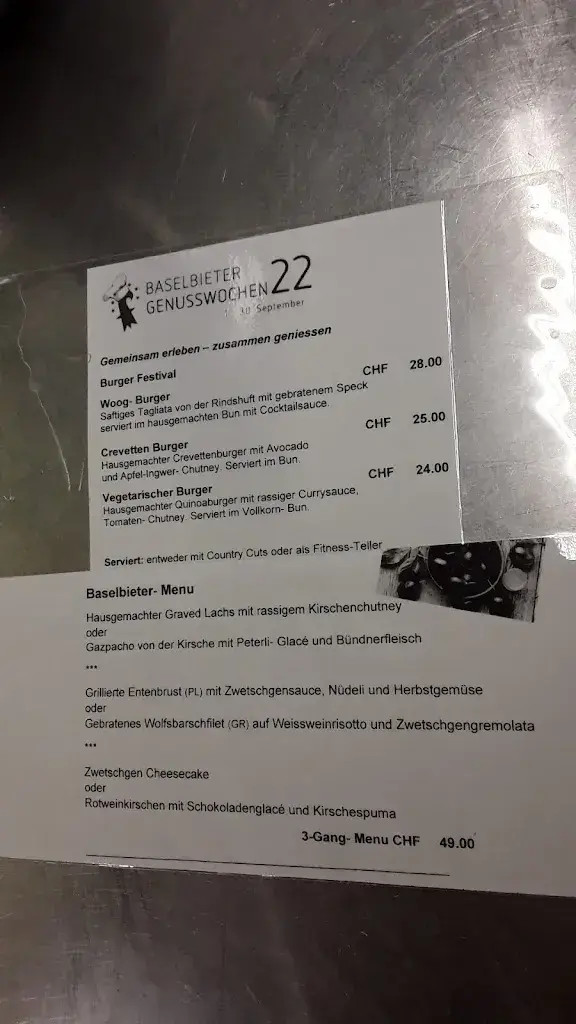 BASELBIETER
GENUSSWOCHEN 22
30. September
Gemeinsam erleben – zusammen geniessen
Burger Festival
Woog- Burger CHF 28.00
Saftiges Tagliata von der Rindshuft mit gebratenem Speck
serviert im hausgemachten Bun mit Cocktailsauce.
Crevetten Burger CHF 25.00
Hausgemachter Crevettenburger mit Avocado
und Apfel-Ingwer- Chutney. Serviert im Bun.
Vegetarischer Burger CHF 24.00
Hausgemachter Quinoaburger mit rassiger Currysauce,
Tomaten- Chutney. Serviert im Vollkorn- Bun.
Serviert: entweder mit Country Cuts oder als Fitness-Teller
Baselbieter- Menu
Hausgemachter Graved Lachs mit rassigem Kirschenchutney
oder
Gazpacho von der Kirsche mit Peterli- Glacé und Bündnerfleisch
***
Grillierte Entenbrust (PL) mit Zwetschgensauce, Nüdeli und Herbstgemüse
oder
Gebratenes Wolfsbarschfilet (GR) auf Weissweinrisotto und Zwetschgengremolata
***
Zwetschgen Cheesecake
oder
Rotweinkirschen mit Schokoladenglacé und Kirschespuma
3-Gang- Menu CHF 49.00